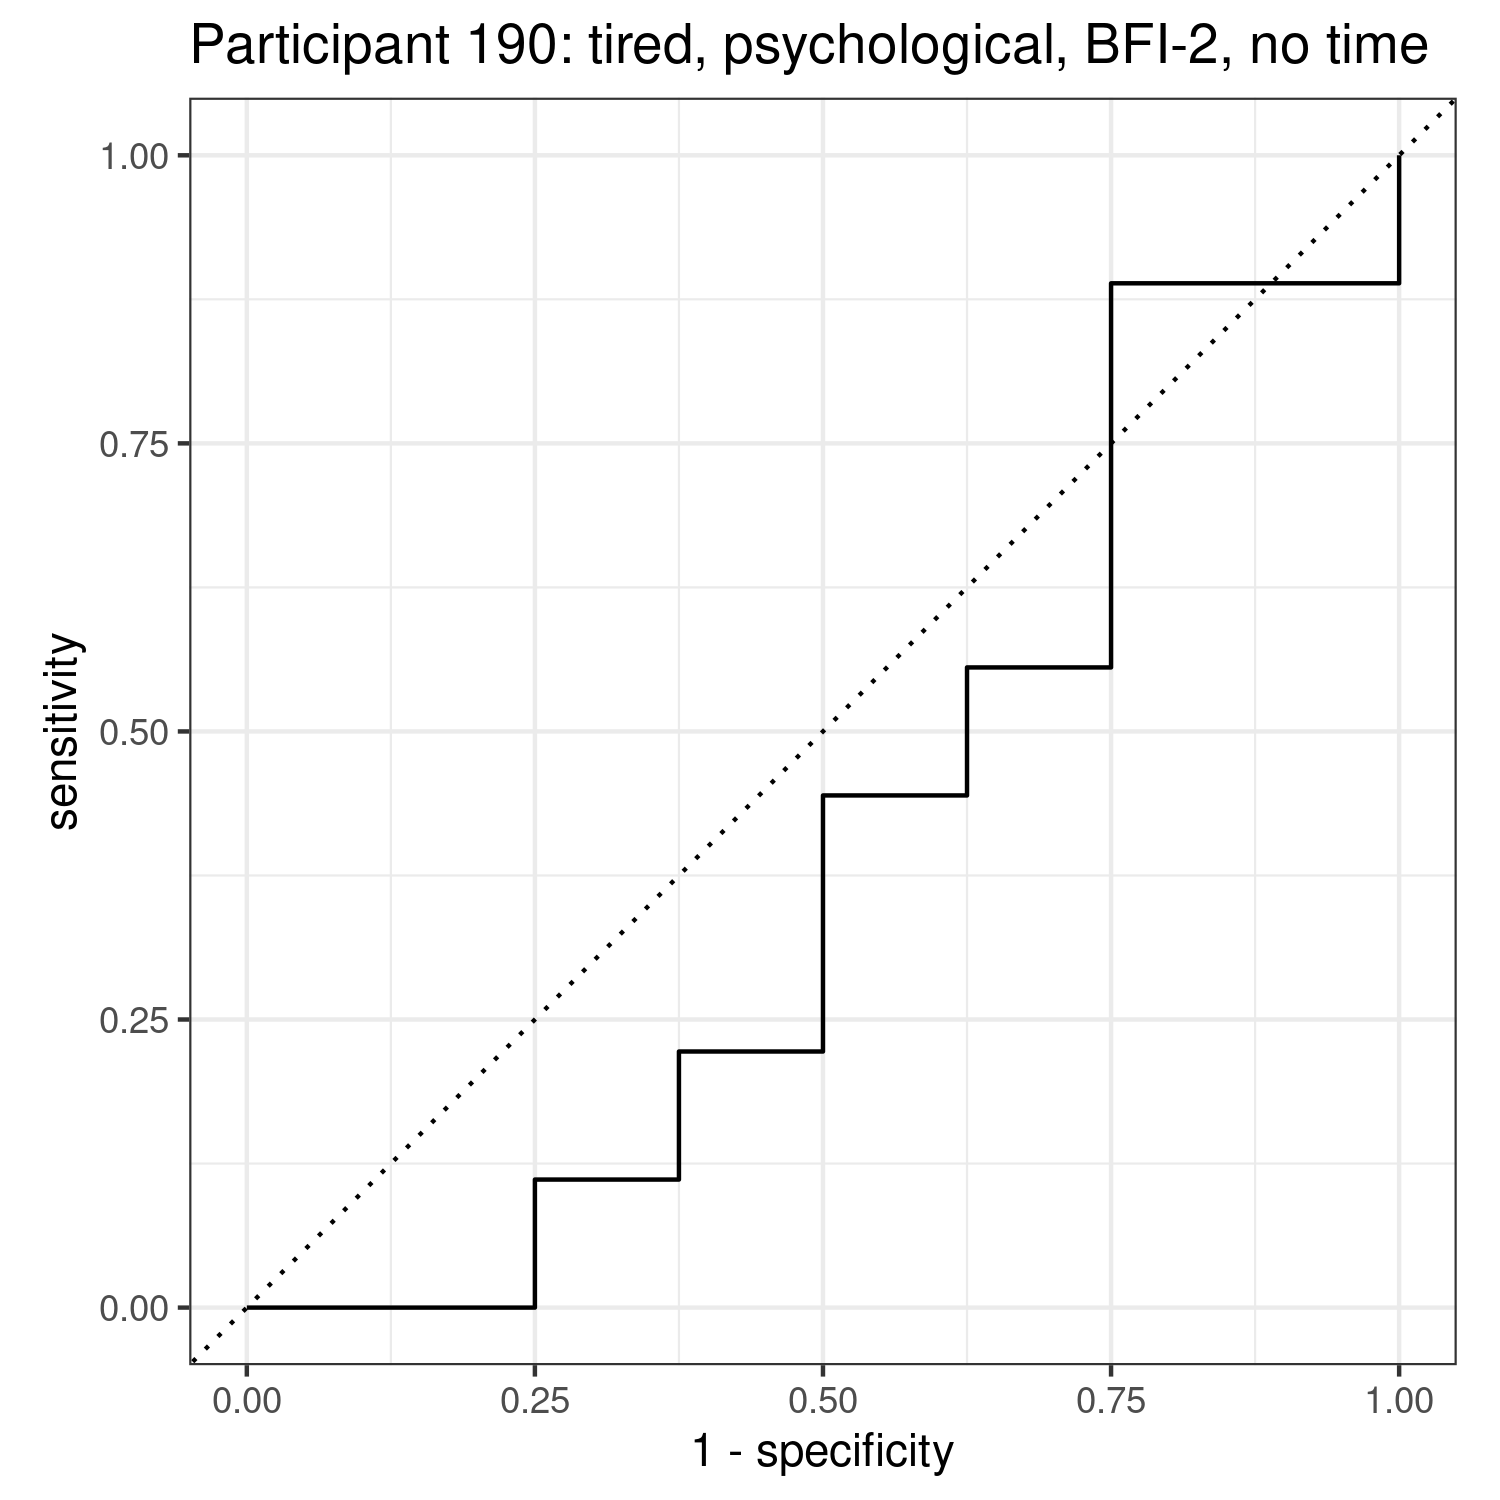 Participant 190: tired, psychological, BFI-2, no time
1.00
0.75
0.50
0.25
0.00
sensitivity
0.00 0.25 0.50 0.75 1.00
1 - specificity